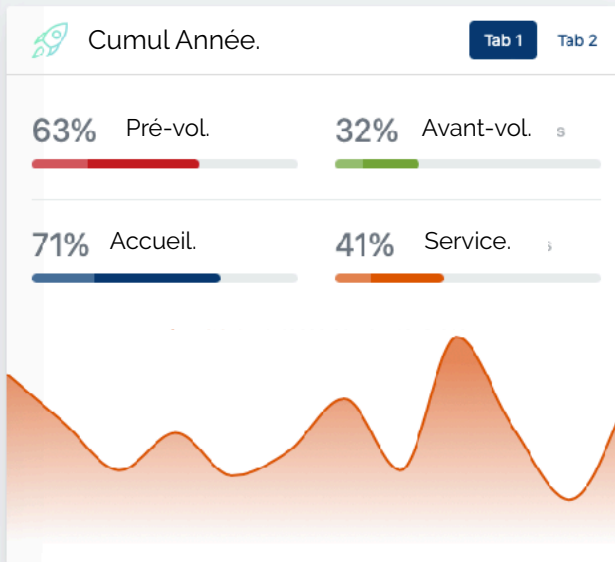 Cumul Année.
Tab 1 Tab 2
63% Pré-vol.
32% Avant-vol. s
71% Accueil.
41% Service. s